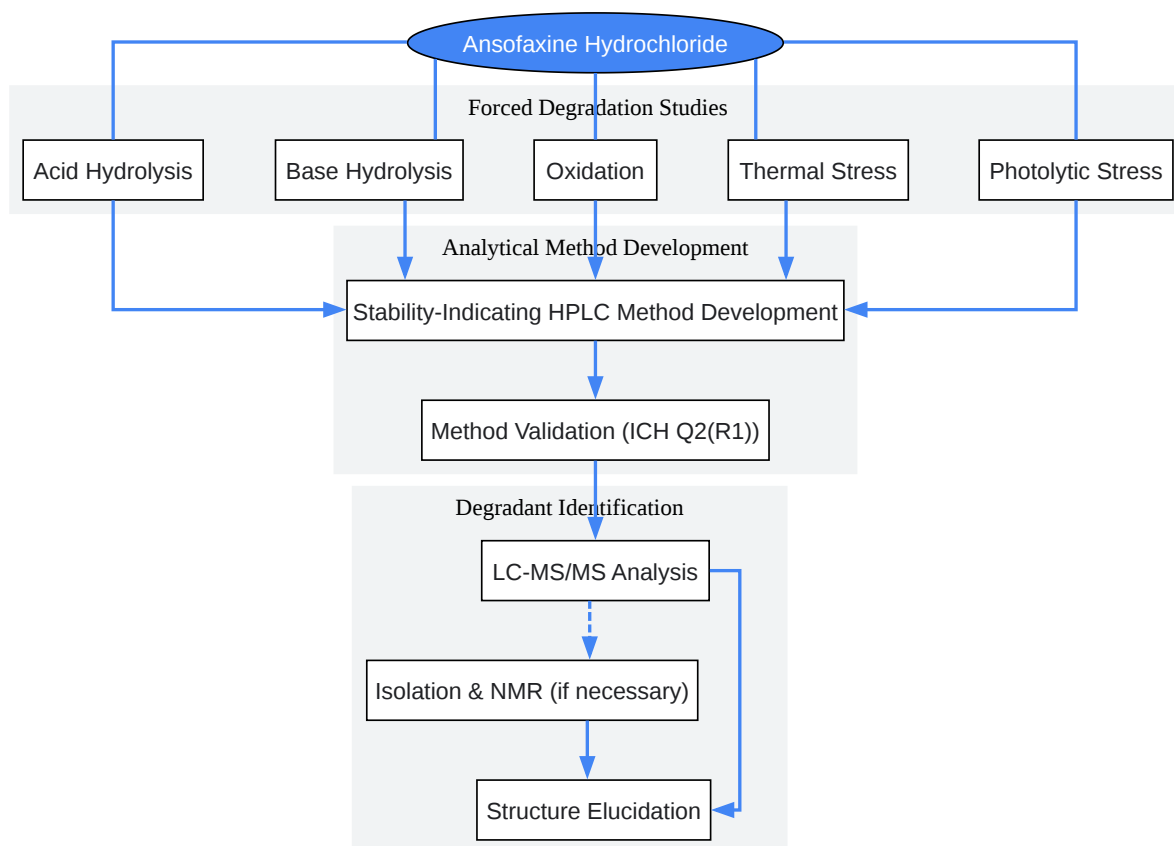 Ansofaxine Hydrochloride
Forced Degradation Studies
Acid Hydrolysis
Base Hydrolysis
Oxidation
Thermal Stress
Photolytic Stress
Analytical Method Development
Stability-Indicating HPLC Method Development
Method Validation (ICH Q2(R1))
Degradant Identification
LC-MS/MS Analysis
Isolation & NMR (if necessary)
Structure Elucidation